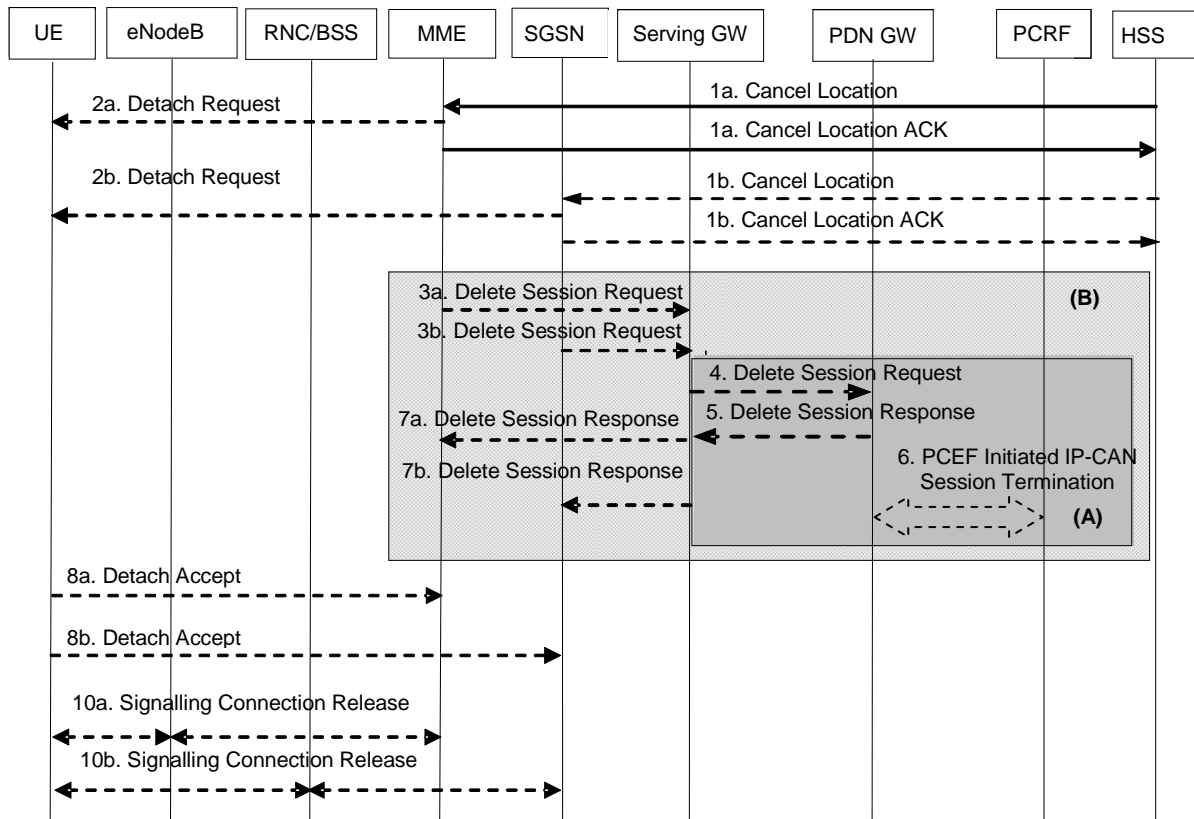 UE
eNodeB
RNC/BSS
MME
SGSN
Serving GW
PDN GW
PCRF
HSS
1a. Cancel Location
2a. Detach Request
1a. Cancel Location ACK
2b. Detach Request
1b. Cancel Location
1b. Cancel Location ACK
3a. Delete Session Request
(B)
3b. Delete Session Request
4. Delete Session Request
7a. Delete Session Response
5. Delete Session Response
7b. Delete Session Response
6. PCEF Initiated IP-CAN
Session Termination
(A)
8a. Detach Accept
8b. Detach Accept
10a. Signalling Connection Release
10b. Signalling Connection Release